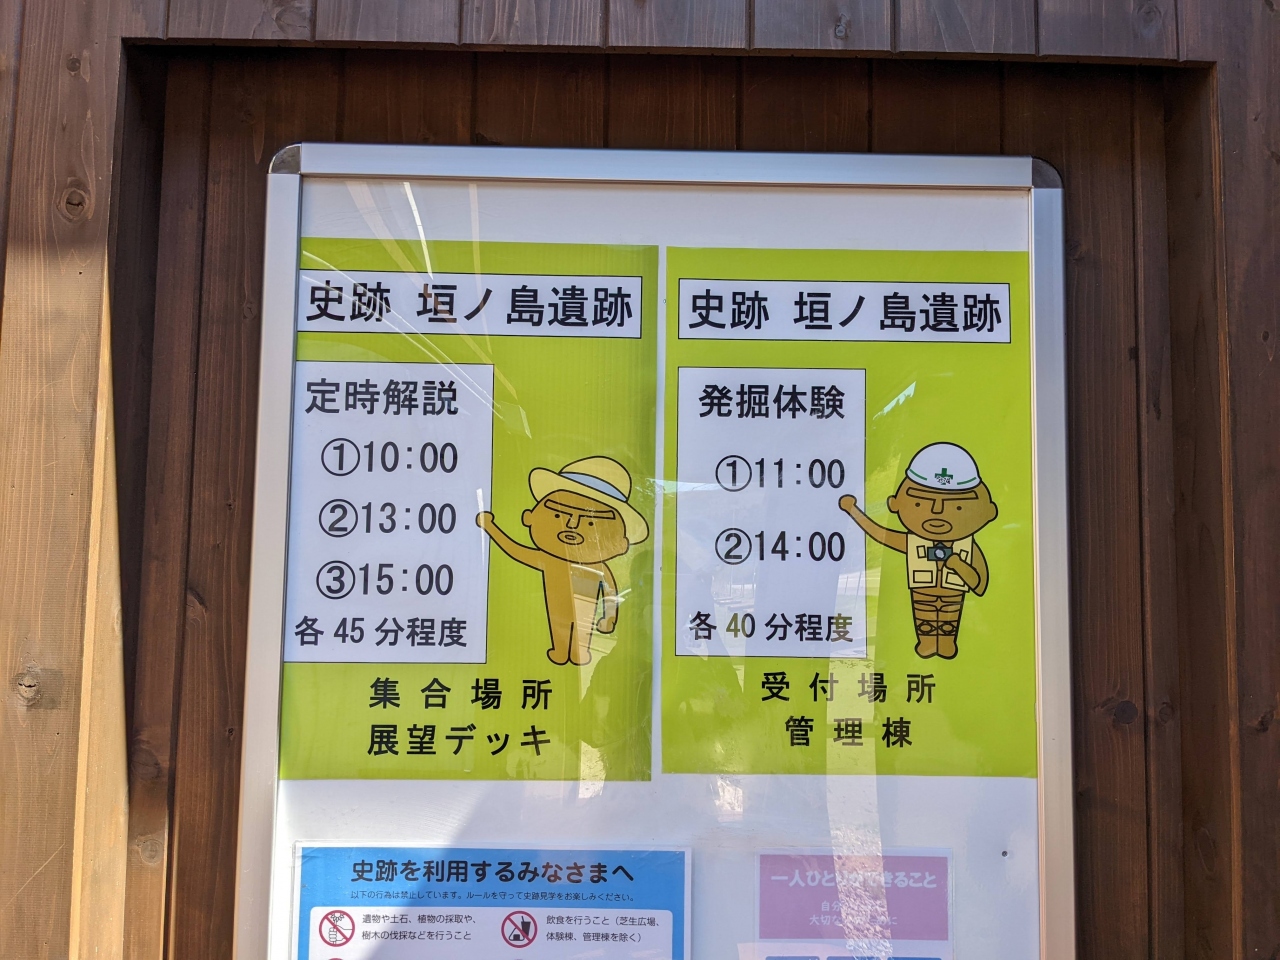 史跡 垣ノ島遺跡
定時解説
①10:00
②13:00
③15:00
各45分程度
集合場所
展望デッキ
史跡 垣ノ島遺跡
発掘体験
①11:00
②14:00
各40分程度
受付場所
管理棟
史跡を利用するみなさまへ
以下の行為は禁止しています。ルールを守って史跡見学をお楽しみください。
遺物や土石、植物の採取や、
樹木の伐採などを行うこと
飲食を行うこと（芝生広場、
体験棟、管理棟を除く）
一人ひとりができること